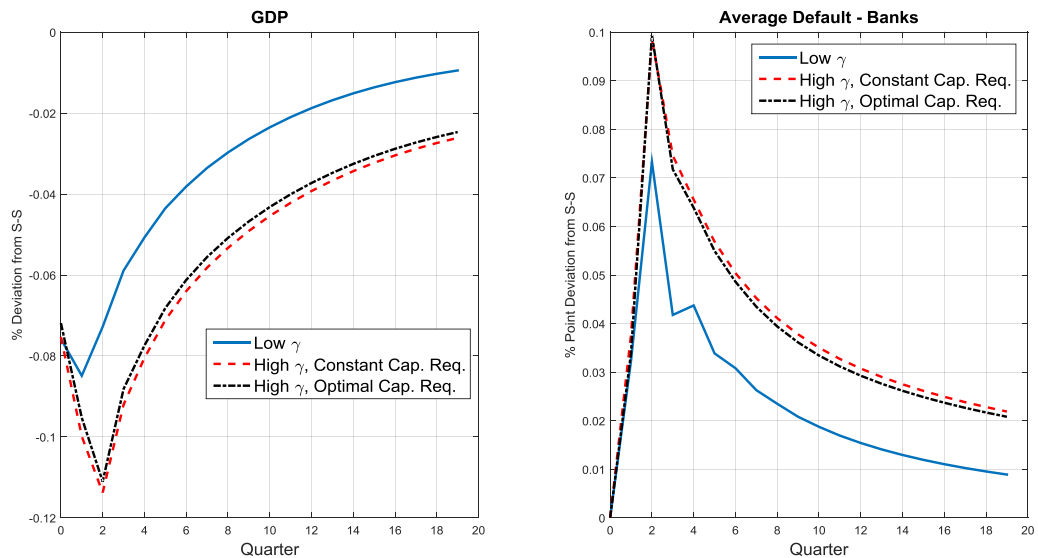 GDP
0
-0.02
-0.04
-0.06
-0.08
-0.1
-0.12
% Deviation from S-S
Low γ
High γ, Constant Cap. Req.
High γ, Optimal Cap. Req.
0 2 4 6 8 10 12 14 16 18 20
Quarter
Average Default - Banks
0.1
0.09
0.08
0.07
0.06
0.05
0.04
0.03
0.02
0.01
0
% Point Deviation from S-S
Low γ
High γ, Constant Cap. Req.
High γ, Optimal Cap. Req.
0 2 4 6 8 10 12 14 16 18 20
Quarter